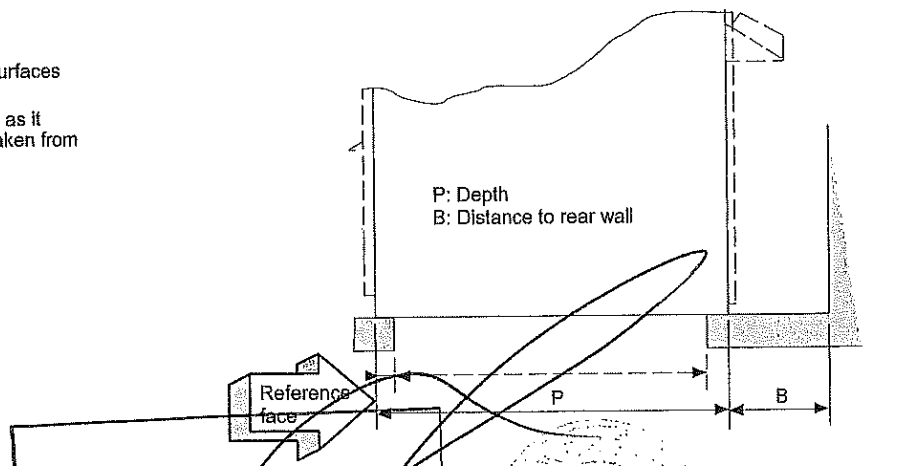 urfaces
as it
aken from
P: Depth
B: Distance to rear wall
Reference
face
P
B